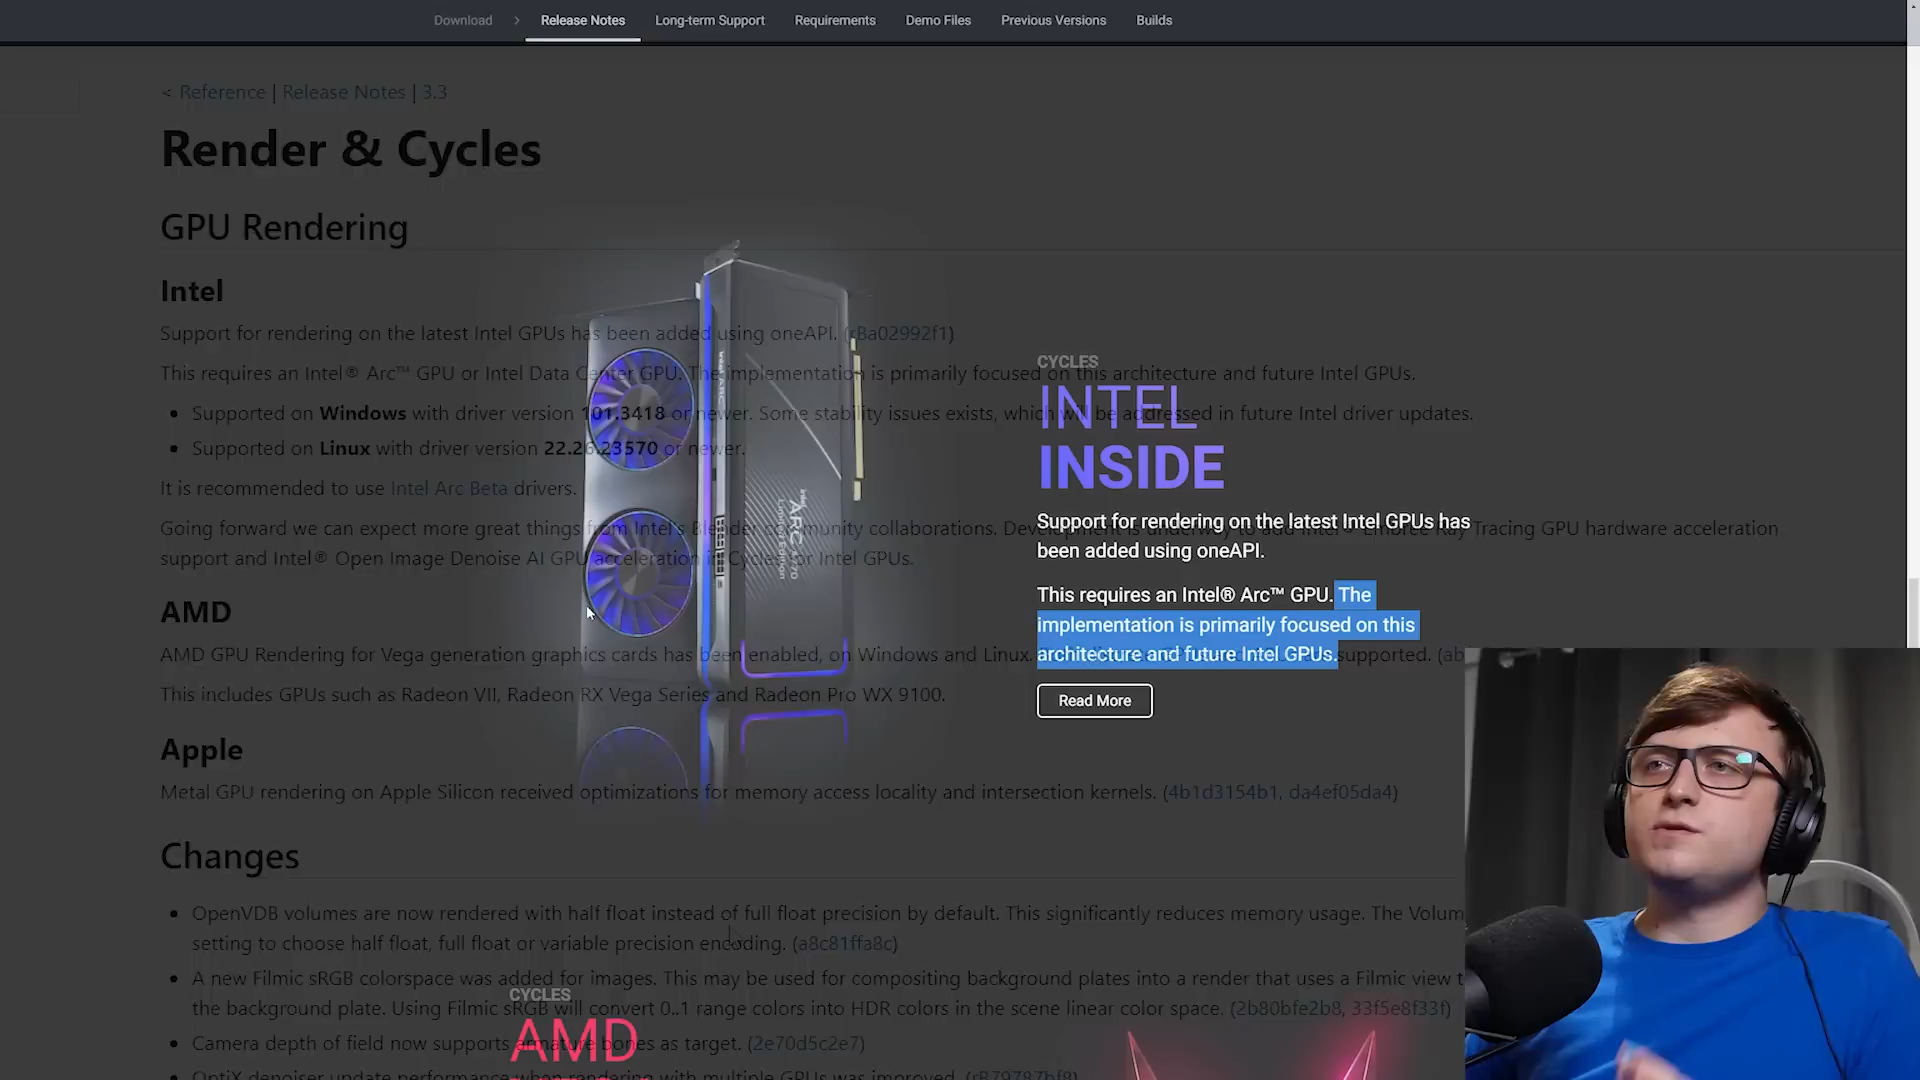 Download > Release Notes Long-term Support Requirements Demo Files Previous Versions Builds
< Reference | Release Notes | 3.3
Render & Cycles
GPU Rendering
Intel
Support for rendering on the latest Intel GPUs has been added using oneAPI. (rBa02992f1)
This requires an Intel® Arc™ GPU or Intel Data Center GPU. The implementation is primarily focused on this architecture and future Intel GPUs.
• Supported on Windows with driver version 101.3418 or newer. Some stability issues exists, which will be addressed in future Intel driver updates.
• Supported on Linux with driver version 22.26.23570 or newer.
It is recommended to use Intel Arc Beta drivers.
Going forward we can expect more great things from Intel's Blender community collaborations. Development is underway to add Intel® Embree Ray Tracing GPU hardware acceleration
support and Intel® Open Image Denoise AI GPU acceleration in Cycles for Intel GPUs.
AMD
AMD GPU Rendering for Vega generation graphics cards has been enabled, on Windows and Linux. supported. (ab
This includes GPUs such as Radeon VII, Radeon RX Vega Series and Radeon Pro WX 9100.
Apple
Metal GPU rendering on Apple Silicon received optimizations for memory access locality and intersection kernels. (4b1d3154b1, da4ef05da4)
Changes
• OpenVDB volumes are now rendered with half float instead of full float precision by default. This significantly reduces memory usage. The Volum
setting to choose half float, full float or variable precision encoding. (a8c81ffa8c)
• A new Filmic sRGB colorspace was added for images. This may be used for compositing background plates into a render that uses a Filmic view t
the background plate. Using Filmic sRGB will convert 0..1 range colors into HDR colors in the scene linear color space. (2b80bfe2b8, 33f5e8f33f)
• Camera depth of field now supports armature bones as target. (2e70d5c2e7)
• OptiX denoiser update performance when rendering with multiple GPUs was improved. (rB79787bf8)
CYCLES
INTEL
INSIDE
Support for rendering on the latest Intel GPUs has
been added using oneAPI.
This requires an Intel® Arc™ GPU. The
implementation is primarily focused on this
architecture and future Intel GPUs.
Read More
intel ARC A770
Limited Edition
CYCLES
AMD